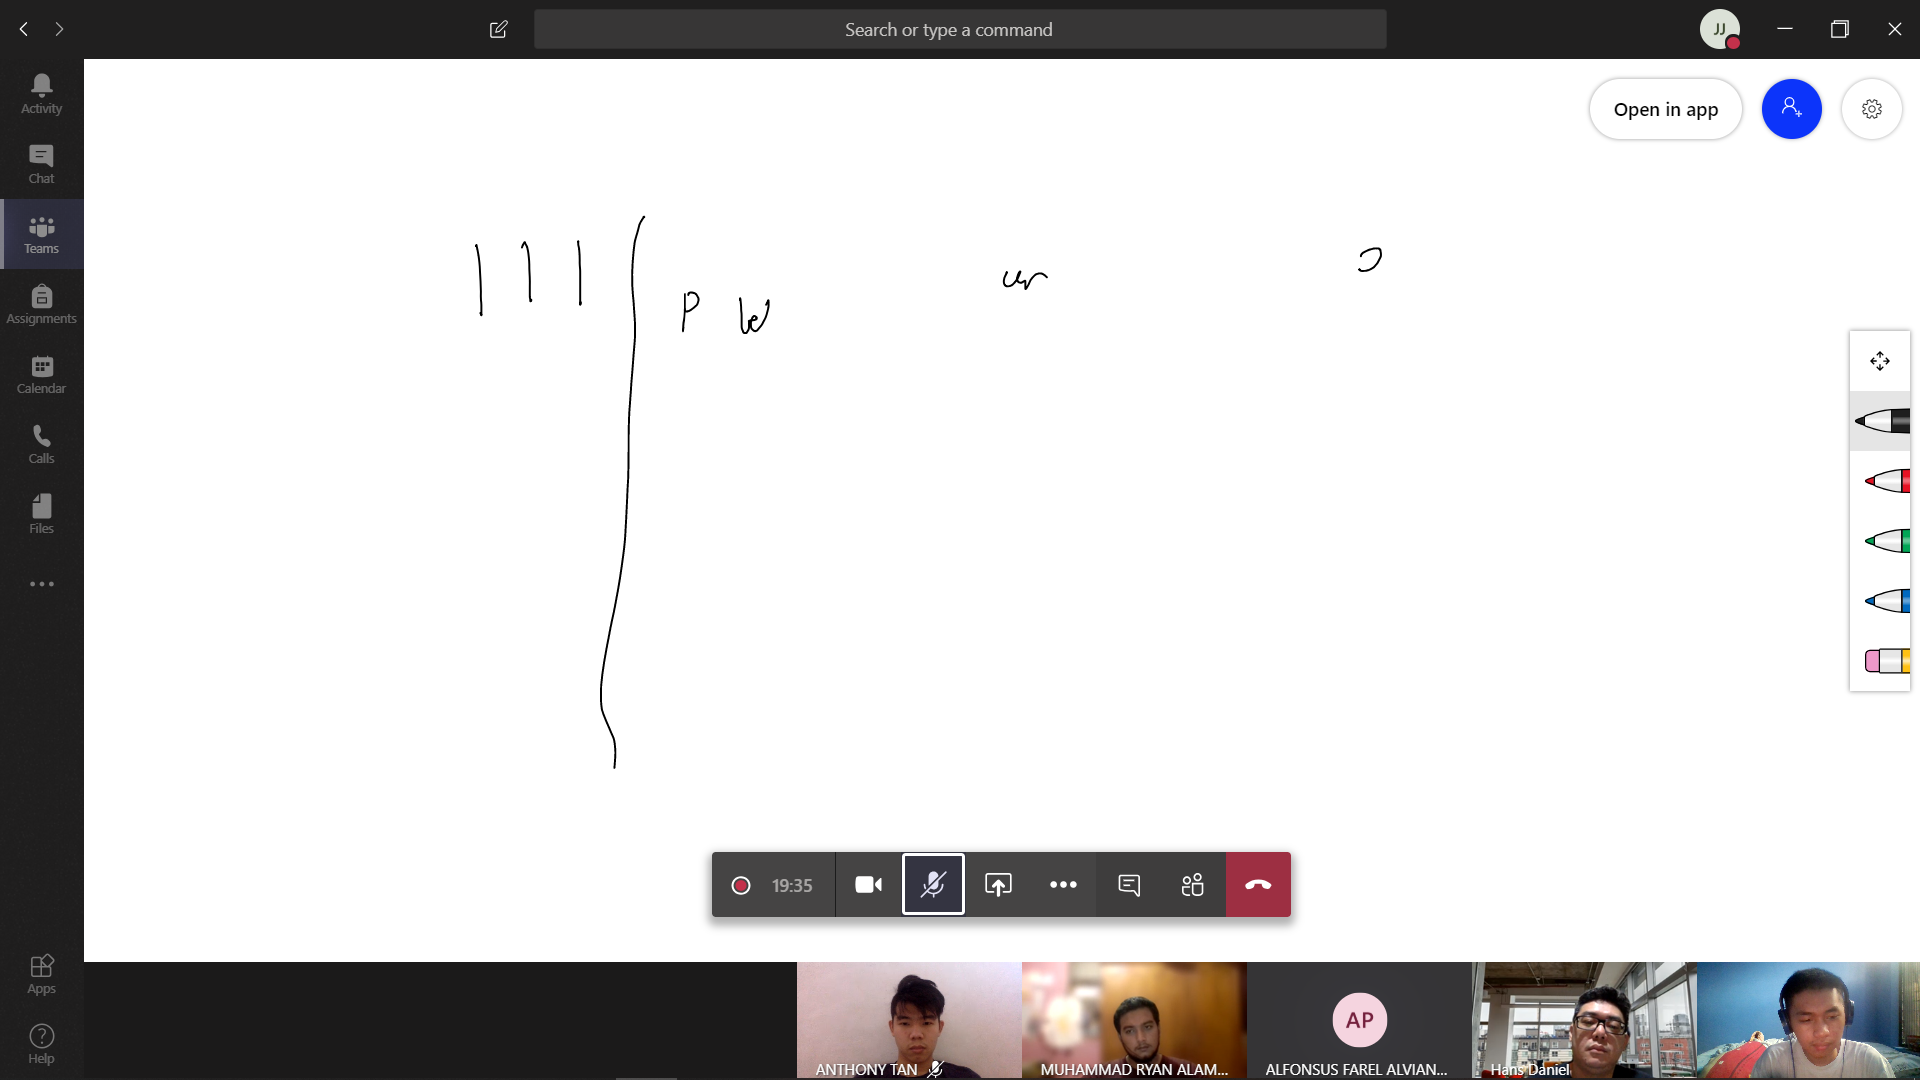 Search or type a command
JJ
Activity
Chat
Teams
Assignments
Calendar
Calls
Files
Apps
Help
Open in app
P W
19:35
ANTHONY TAN
MUHAMMAD RYAN ALAM...
AP
ALFONSUS FAREL ALVIAN...
Hans Daniel